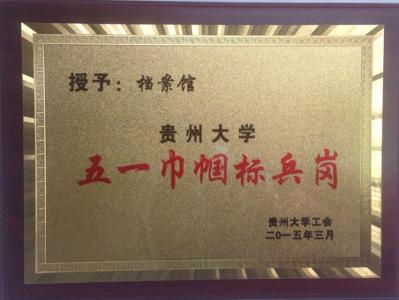 授予：档案馆
贵州大学
五一巾帼标兵岗
贵州大学工会
二〇一五年三月